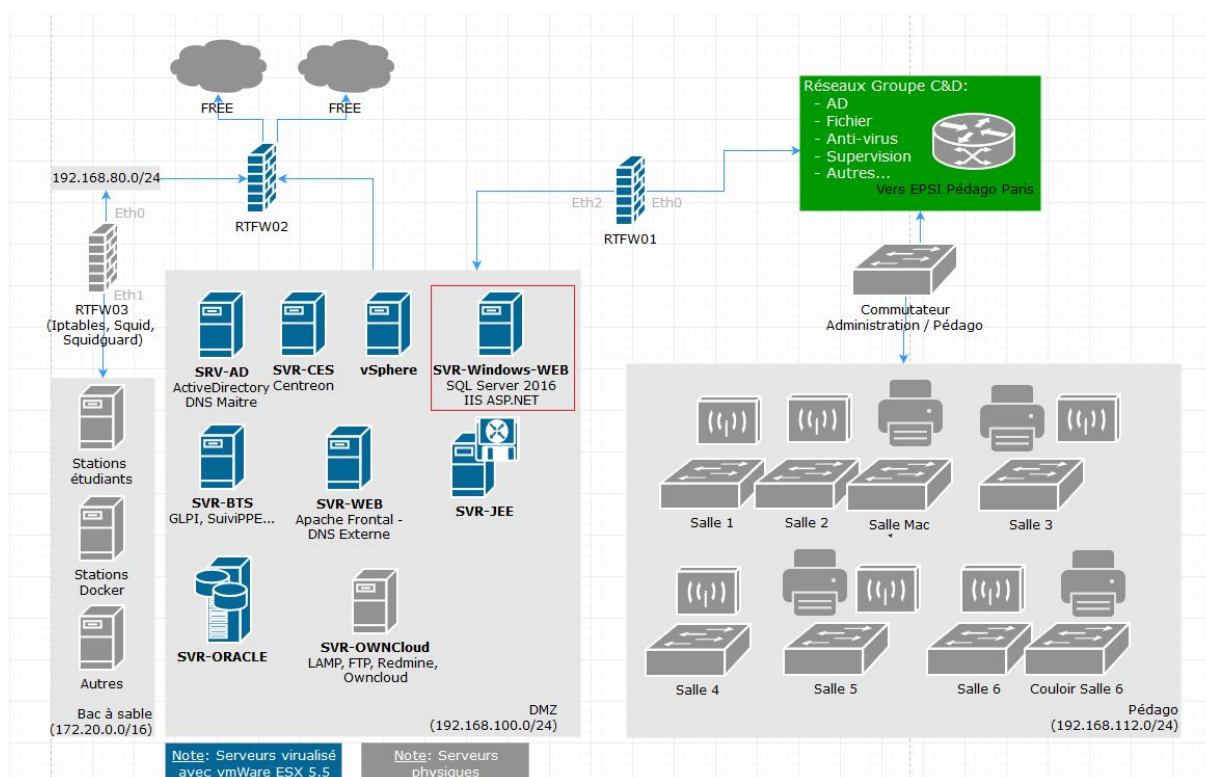 FREE
FREE
192.168.80.0/24
Eth0
RTFW02
Eth1
RTFW03
(Iptables, Squid,
Squidguard)
Eth2
Eth0
RTFW01
Réseaux Groupe C&D:
- AD
- Fichier
- Anti-virus
- Supervision
- Autres...
Vers EPSI Pédago Paris
Commutateur
Administration / Pédago
Stations
étudiants
Stations
Docker
Autres
Bac à sable
(172.20.0.0/16)
SRV-AD
ActiveDirectory
DNS Maitre
SVR-CES
Centreon
vSphere
SVR-Windows-WEB
SQL Server 2016
IIS ASP.NET
SVR-BTS
GLPI, SuiviPPE...
SVR-WEB
Apache Frontal -
DNS Externe
SVR-JEE
SVR-ORACLE
SVR-OWNCloud
LAMP, FTP, Redmine,
Owncloud
DMZ
(192.168.100.0/24)
Salle 1
Salle 2
Salle Mac
Salle 3
Salle 4
Salle 5
Salle 6
Couloir Salle 6
Pédago
(192.168.112.0/24)
Note: Serveurs virualisé
avec vmWare ESX 5.5
Note: Serveurs
physiques